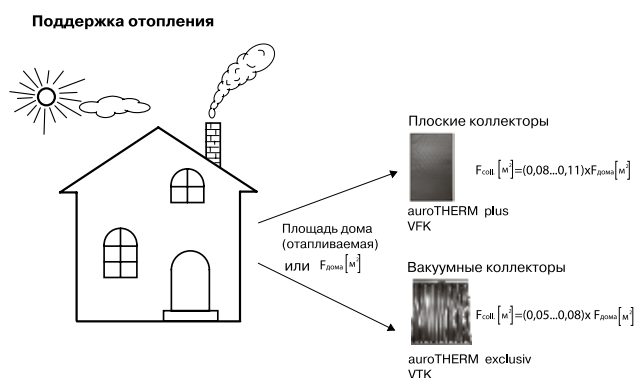 Поддержка отопления
Плоские коллекторы
Fcoll.[м²]=(0,08...0,11)xFдома[м²]
auroTHERM plus
VFK
Площадь дома
(отапливаемая)
или Fдома[м²]
Вакуумные коллекторы
Fcoll.[м²]=(0,05...0,08)x Fдома[м²]
auroTHERM exclusiv
VTK